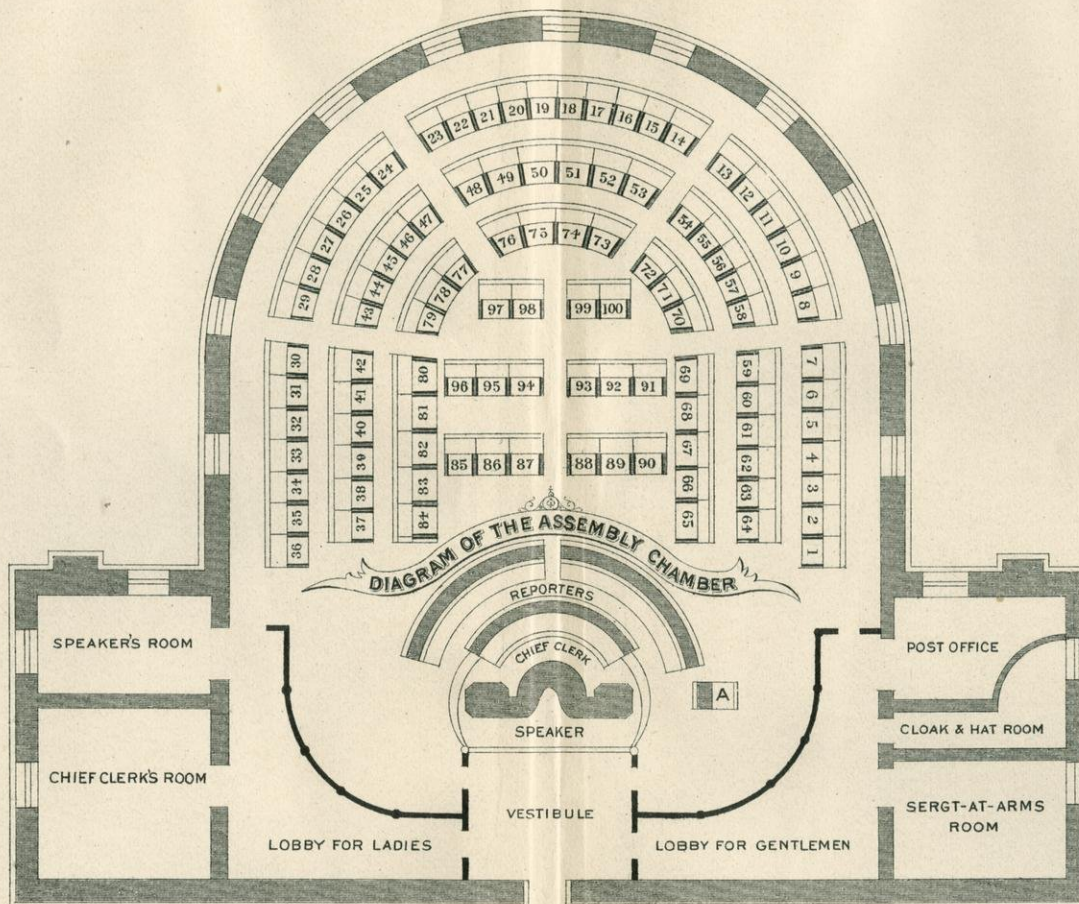 23 22 21 20 19 18 17 16 15 14
48 49 50 51 52 53
76 75 74 73
24 25 26 27 28 29
47 46 45 44 43
77 78 79
13 12 11 10 9 8
54 55 56 57 58
72 71 70
97 98 99 100
30 31 32 33 34 35 36
42 41 40 39 38 37
80 81 82 83 84
96 95 94 93 92 91
85 86 87 88 89 90
69 68 67 66 65
59 60 61 62 63 64
7 6 5 4 3 2 1
DIAGRAM OF THE ASSEMBLY CHAMBER
REPORTERS
CHIEF CLERK
SPEAKER
A
SPEAKER'S ROOM
CHIEF CLERK'S ROOM
LOBBY FOR LADIES
VESTIBULE
LOBBY FOR GENTLEMEN
POST OFFICE
CLOAK & HAT ROOM
SERGT-AT-ARMS
ROOM